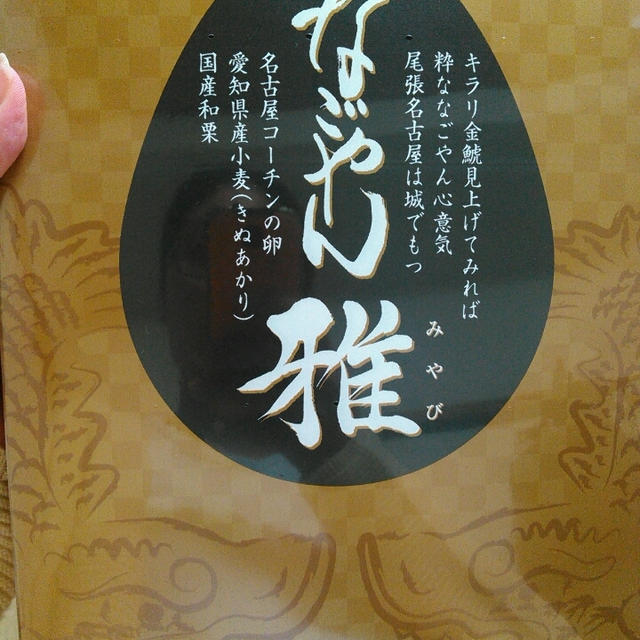 キラリ金鯱見上げてみれば
粋ななごやん心意気
尾張名古屋は城でもつ
なごやん
雅
みやび
名古屋コーチンの卵
愛知県産小麦(きぬあかり)
国産和栗